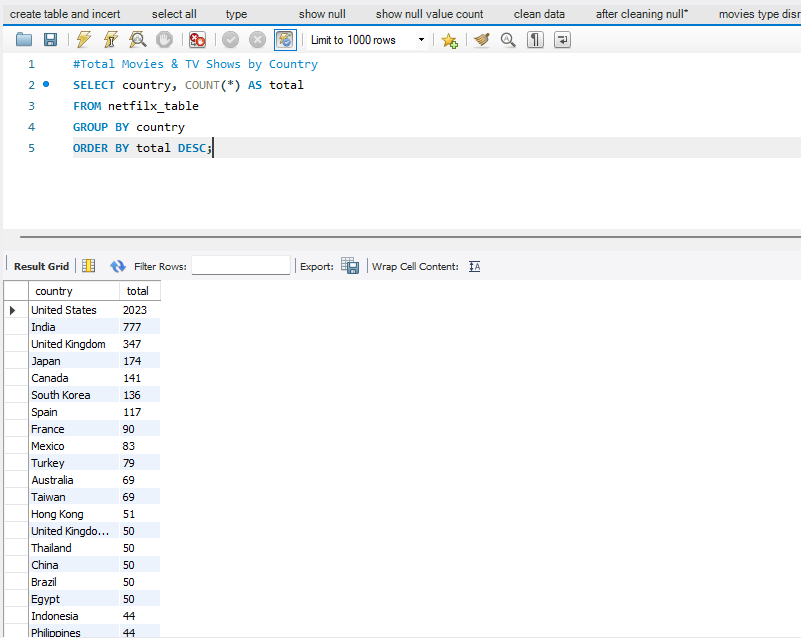 create table and incert select all type show null show null value count clean data after cleaning null* movies type disr
Limit to 1000 rows
1 #Total Movies & TV Shows by Country
2 SELECT country, COUNT(*) AS total
3 FROM netfilx_table
4 GROUP BY country
5 ORDER BY total DESC;
Result Grid Filter Rows: Export: Wrap Cell Content:
country total
United States 2023
India 777
United Kingdom 347
Japan 174
Canada 141
South Korea 136
Spain 117
France 90
Mexico 83
Turkey 79
Australia 69
Taiwan 69
Hong Kong 51
United Kingdo... 50
Thailand 50
China 50
Brazil 50
Egypt 50
Indonesia 44
Philippines 44